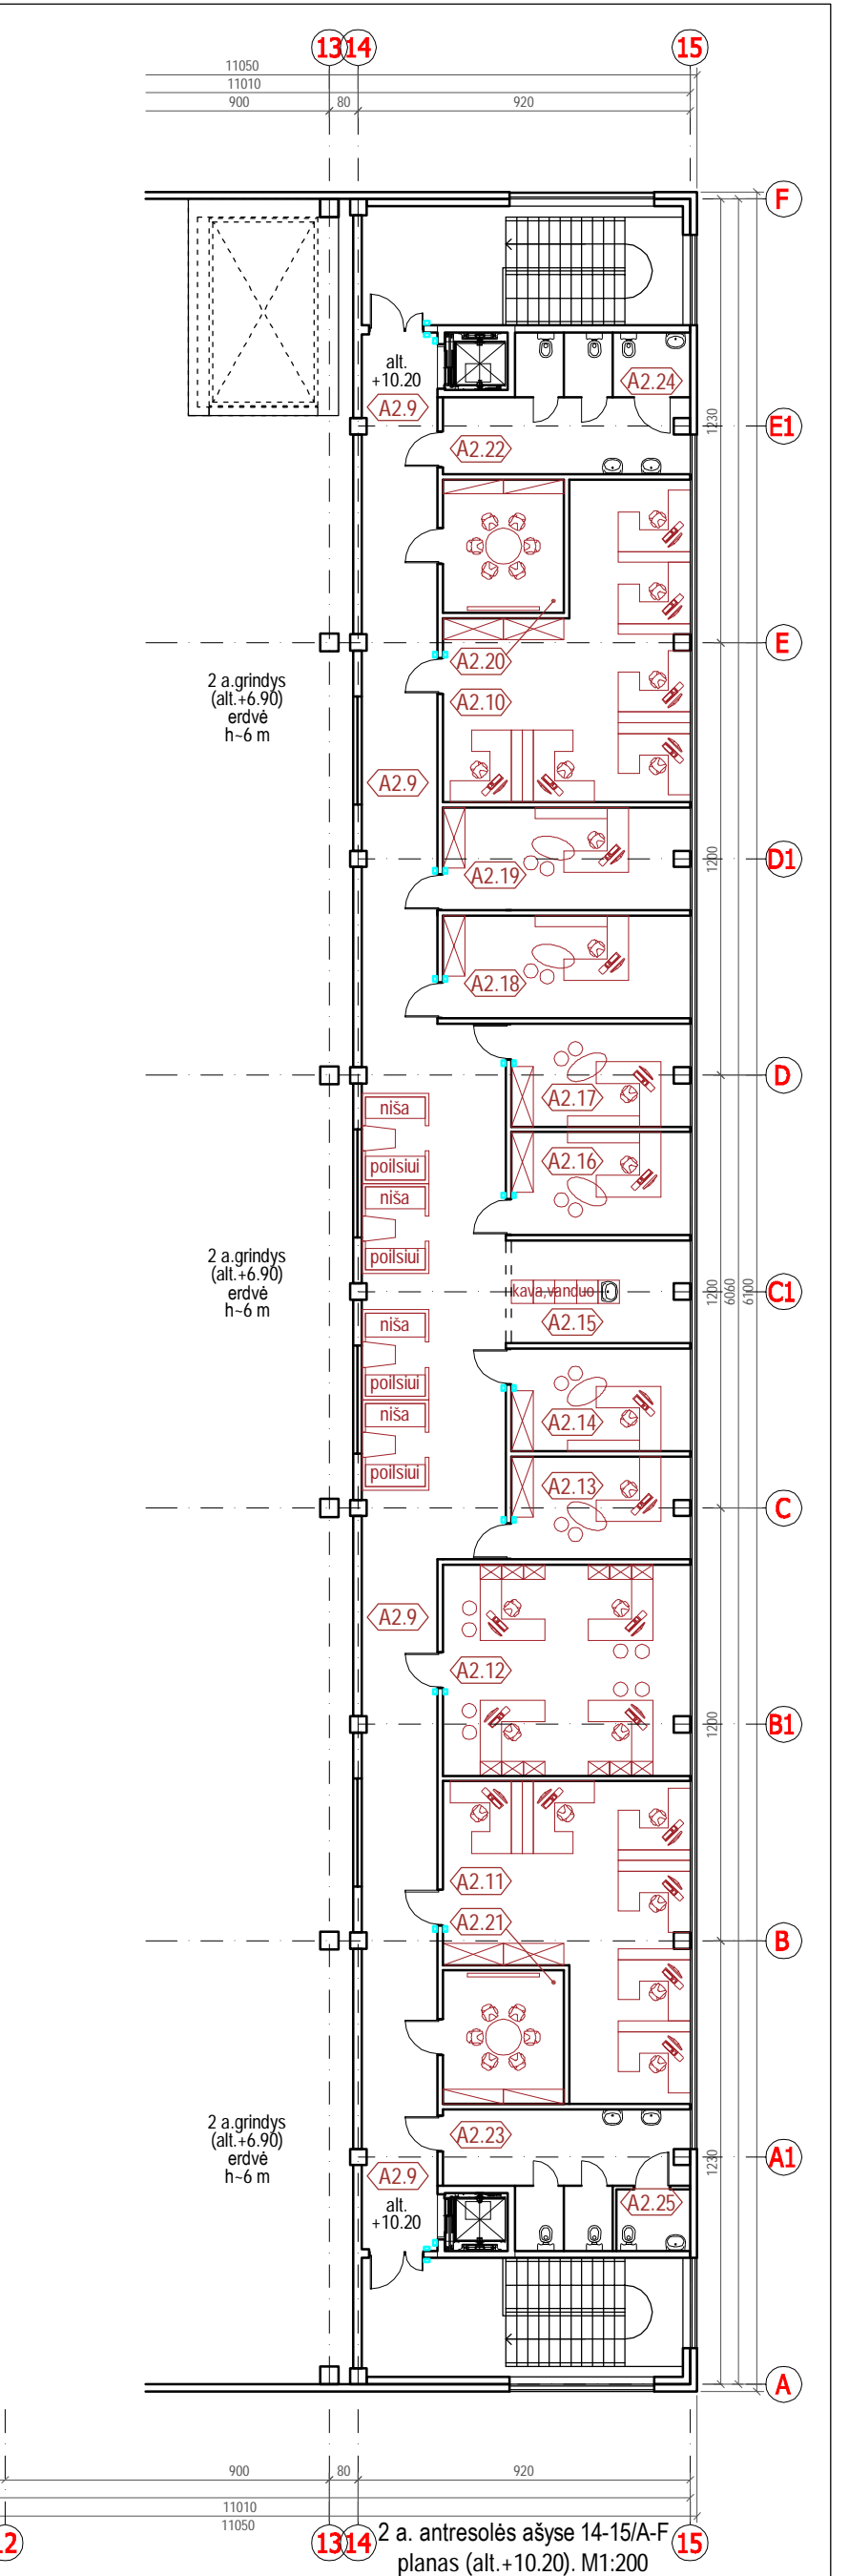 13 14 15
11050
11010
900 80 920
F
alt.
+10.20
A2.24
A2.9
E1
1230
A2.22
E
A2.20
2 a.grindys
(alt.+6.90)
erdvė
h~6 m
A2.10
A2.9
D1
1200
A2.19
A2.18
D
A2.17
niša
A2.16
poilsiui
niša
2 a.grindys
(alt.+6.90)
erdvė
h~6 m
poilsiui
kava,vanduo
C1
1200
6060
6100
A2.15
niša
poilsiui
niša
A2.14
poilsiui
A2.13
C
A2.9
A2.12
B1
1200
A2.11
A2.21
B
2 a.grindys
(alt.+6.90)
erdvė
h~6 m
A2.23
A1
1230
A2.9
alt.
+10.20
A2.25
A
900 80 920
11010
11050
12 13 14 15
2 a. antresolės ašyse 14-15/A-F
planas (alt.+10.20). M1:200